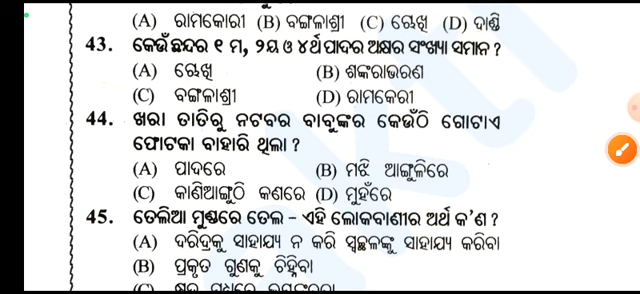 (A) ରାମକେରୀ (B) ବଙ୍ଗଳାଶ୍ରୀ (C) ଚୋଖି (D) ଦାଣ୍ଡି
43. କେଉଁ ଛନ୍ଦର ୧ ମ, ୨ୟ ଓ ୪ର୍ଥ ପାଦର ଅକ୍ଷର ସଂଖ୍ୟା ସମାନ ?
(A) ଚୋଖି (B) ଶଙ୍କରାଭରଣ
(C) ବଙ୍ଗଳାଶ୍ରୀ (D) ରାମକେରୀ
44. ଖରା ତାତିରୁ ନଟବର ବାବୁଙ୍କର କେଉଁଠି ଗୋଟାଏ
ଫୋଟକା ବାହାରି ଥିଲା ?
(A) ପାଦରେ (B) ମଝି ଆଙ୍ଗୁଳିରେ
(C) କାଣିଆଙ୍ଗୁଠି କଣରେ (D) ମୁହଁରେ
45. ତେଲିଆ ମୁଣ୍ଡରେ ତେଲ - ଏହି ଲୋକବାଣୀର ଅର୍ଥ କ'ଣ ?
(A) ଦରିଦ୍ରକୁ ସାହାଯ୍ୟ ନ କରି ସ୍ୱଚ୍ଛଳଙ୍କୁ ସାହାଯ୍ୟ କରିବା
(B) ପ୍ରକୃତ ଗୁଣକୁ ଚିହ୍ନିବା
(C)